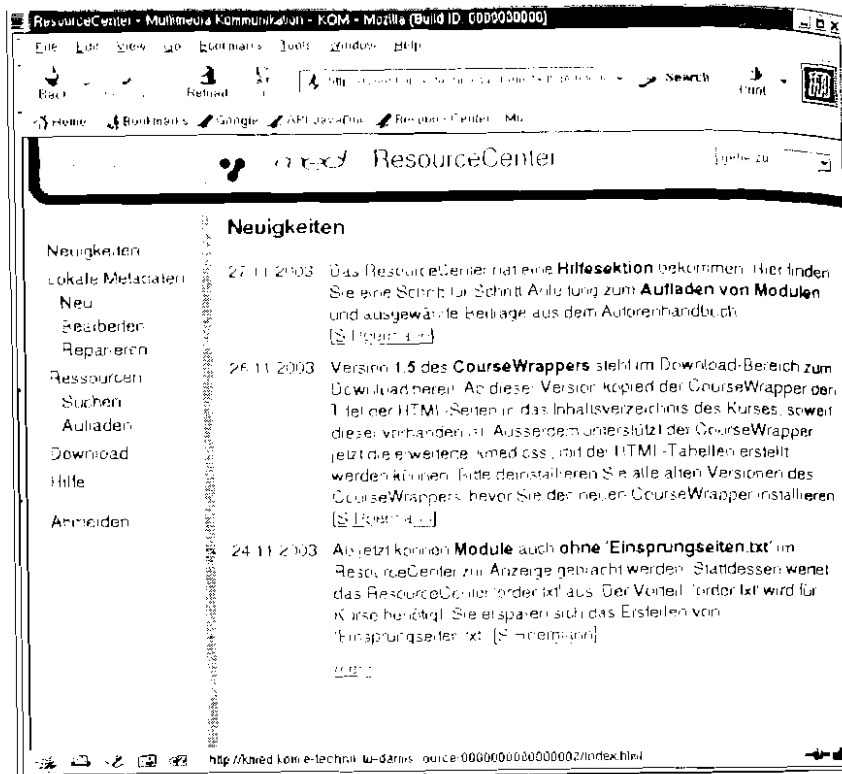 ResourceCenter - Multimedia Kommunikation - KOM - Mozilla {Build ID: 0000000000}
File Edit View Go Bookmarks Tools Window Help
Back Reload Search Print
Home Bookmarks Google API JavaDoc
ResourceCenter gehe zu
Neuigkeiten
Neuigkeiten
Lokale Metadaten
Neu
Bearbeiten
Reparieren
Ressourcen
Suchen
Aufladen
Download
Hilfe
Anmelden
27.11.2003 Das ResourceCenter hat eine Hilfesektion bekommen. Hier finden
Sie eine Schritt für Schritt Anleitung zum Aufladen von Modulen
und ausgewählte Beiträge aus dem Autorenhandbuch.
26.11.2003 Version 1.5 des CourseWrappers steht im Download-Bereich zum
Download bereit. Ab dieser Version kopied der CourseWrapper den
Titel der HTML-Seiten in das Inhaltsverzeichnis des Kurses, soweit
dieser vorhanden ist. Ausserdem unterstützt der CourseWrapper
jetzt die erweiterte kmed.css, mit der HTML-Tabellen erstellt
werden können. Bitte deinstallieren Sie alle alten Versionen des
CourseWrappers, bevor Sie den neuen CourseWrapper installieren.
24.11.2003 Ab jetzt können Module auch ohne 'Einsprungseiten.txt' im
ResourceCenter zur Anzeige gebracht werden. Stattdessen wertet
das ResourceCenter 'order.txt' aus. Der Vorteil: 'order.txt' wird für
Kurse benötigt. Sie ersparen sich das Erstellen von
'Einsprungseiten.txt'.